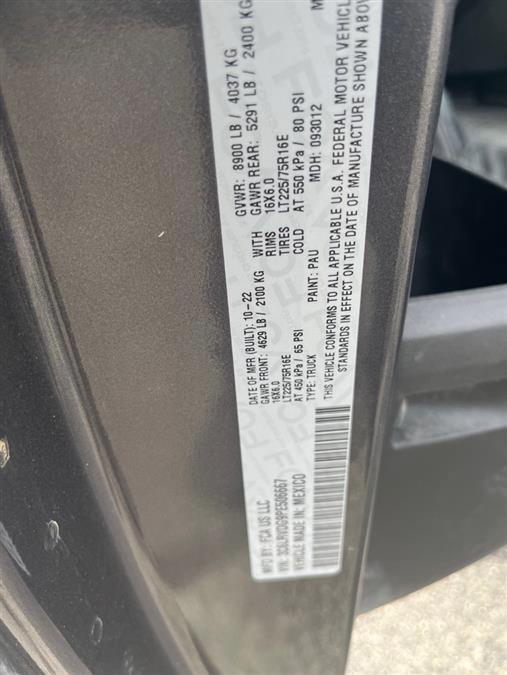 MFD BY: FCA US LLC
DATE OF MFR (BUILT): 10-22 GVWR: 8900 LB / 4037 KG
GAWR FRONT: 4629 LB / 2100 KG WITH GAWR REAR: 5291 LB / 2400 KG
16X6.0 RIMS 16X6.0
LT225/75R16E TIRES LT225/75R16E
AT 450 kPa / 65 PSI COLD AT 550 kPa / 80 PSI
TYPE: TRUCK PAINT: PAU MDH: 093012
VIN: 3C6LRVDG9PE506667
VEHICLE MADE IN: MEXICO
THIS VEHICLE CONFORMS TO ALL APPLICABLE U.S.A. FEDERAL MOTOR VEHICL
STANDARDS IN EFFECT ON THE DATE OF MANUFACTURE SHOWN ABOV